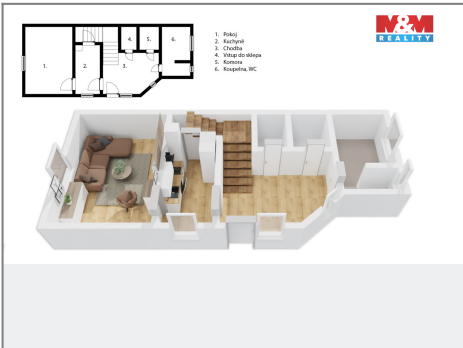 1.
2.
3.
4.
5.
6.
1. Pokoj
2. Kuchyně
3. Chodba
4. Vstup do sklepa
5. Komora
6. Koupelna, WC
M&M
REALITY